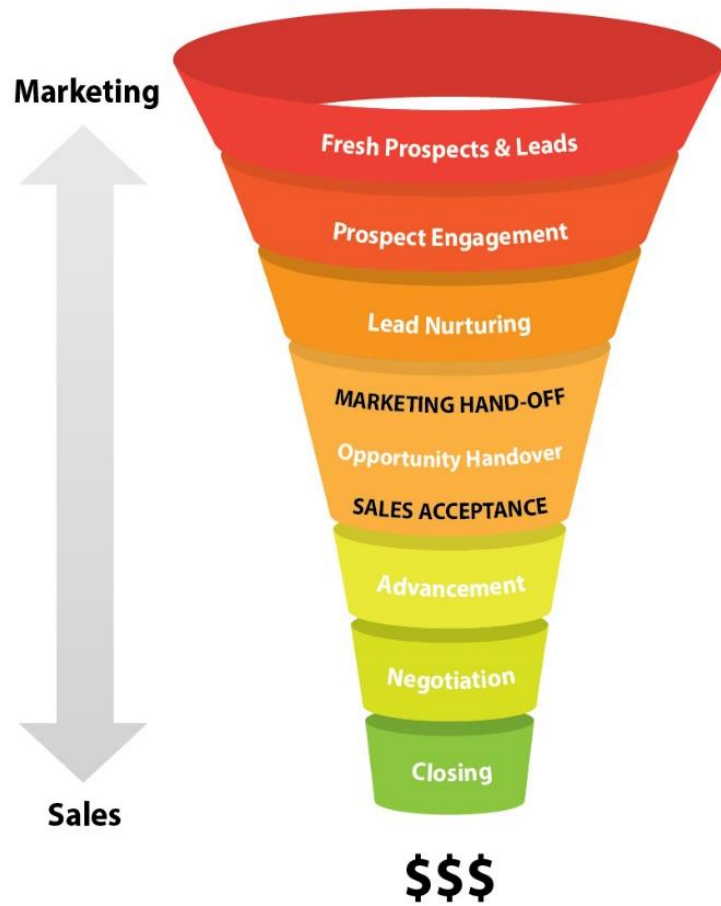 Marketing
Fresh Prospects & Leads
Prospect Engagement
Lead Nurturing
MARKETING HAND-OFF
Opportunity Handover
SALES ACCEPTANCE
Advancement
Negotiation
Closing
Sales
$$$